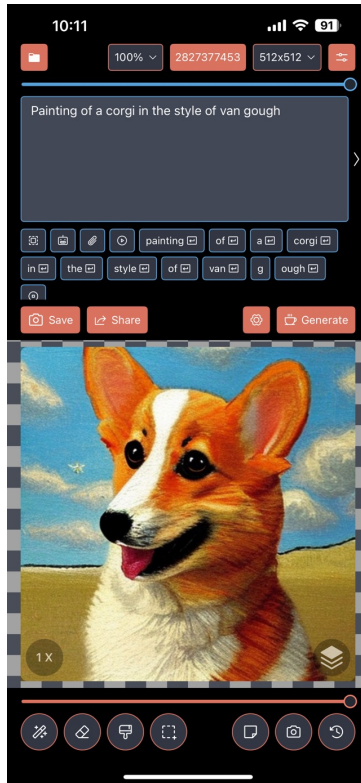 10:11 91
100% 2827377453 512x512
Painting of a corgi in the style of van gough
painting of a corgi
in the style of van g ough
Save Share Generate
1 X